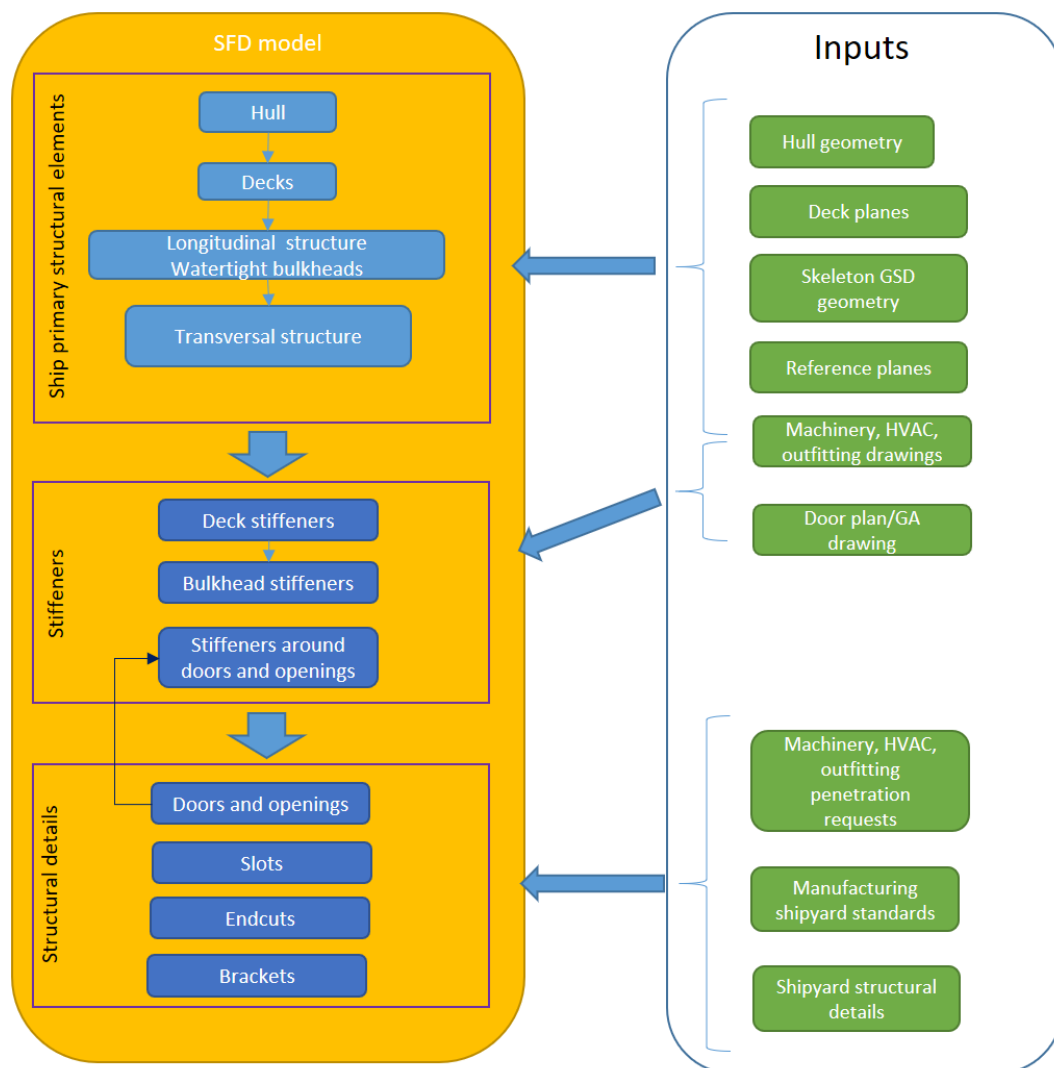 SFD model
Ship primary structural elements
Hull
Decks
Longitudinal structure
Watertight bulkheads
Transversal structure
Stiffeners
Deck stiffeners
Bulkhead stiffeners
Stiffeners around
doors and openings
Structural details
Doors and openings
Slots
Endcuts
Brackets
Inputs
Hull geometry
Deck planes
Skeleton GSD
geometry
Reference planes
Machinery, HVAC,
outfitting drawings
Door plan/GA
drawing
Machinery, HVAC,
outfitting
penetration
requests
Manufacturing
shipyard standards
Shipyard structural
details